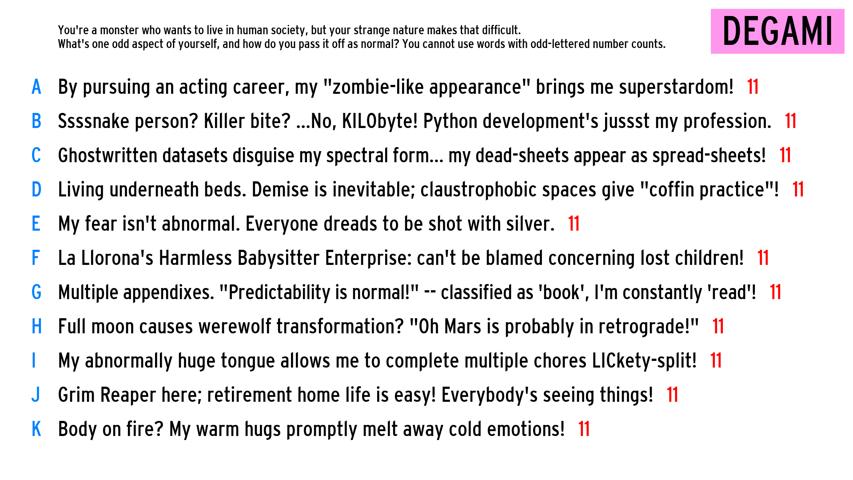 You're a monster who wants to live in human society, but your strange nature makes that difficult.
What's one odd aspect of yourself, and how do you pass it off as normal? You cannot use words with odd-lettered number counts.
DEGAMI
A By pursuing an acting career, my "zombie-like appearance" brings me superstardom! 11
B Ssssnake person? Killer bite? ...No, KILObyte! Python development's jussst my profession. 11
C Ghostwritten datasets disguise my spectral form... my dead-sheets appear as spread-sheets! 11
D Living underneath beds. Demise is inevitable; claustrophobic spaces give "coffin practice"! 11
E My fear isn't abnormal. Everyone dreads to be shot with silver. 11
F La Llorona's Harmless Babysitter Enterprise: can't be blamed concerning lost children! 11
G Multiple appendixes. "Predictability is normal!" -- classified as 'book', I'm constantly 'read'! 11
H Full moon causes werewolf transformation? "Oh Mars is probably in retrograde!" 11
I My abnormally huge tongue allows me to complete multiple chores LICkety-split! 11
J Grim Reaper here; retirement home life is easy! Everybody's seeing things! 11
K Body on fire? My warm hugs promptly melt away cold emotions! 11